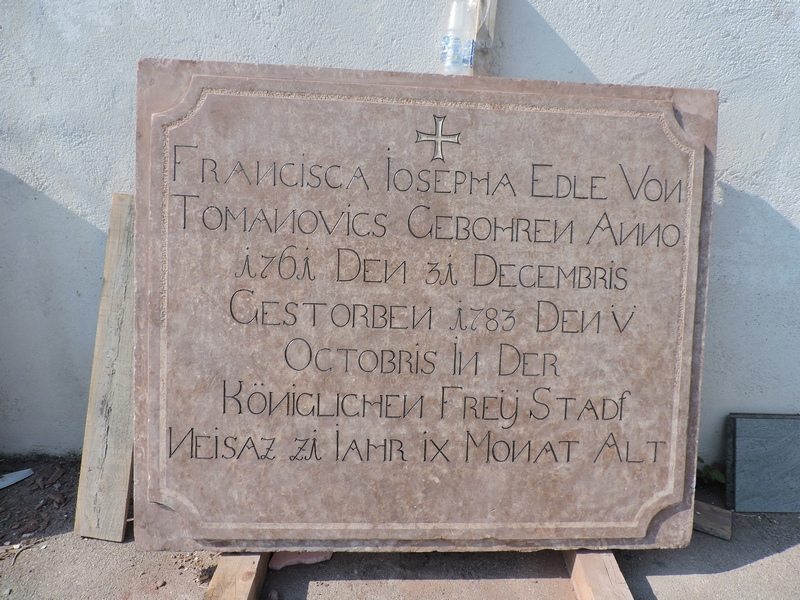 FRANCISCA IOSEPHA EDLE VON
TOMANOVICS GEBOHREN ANNO
1761 DEN 31 DECEMBRIS
GESTORBEN 1783 DEN V
OCTOBRIS IN DER
KÖNIGLICHEN FREŸ STADT
NEISAZ 21 IAHR IX MONAT ALT